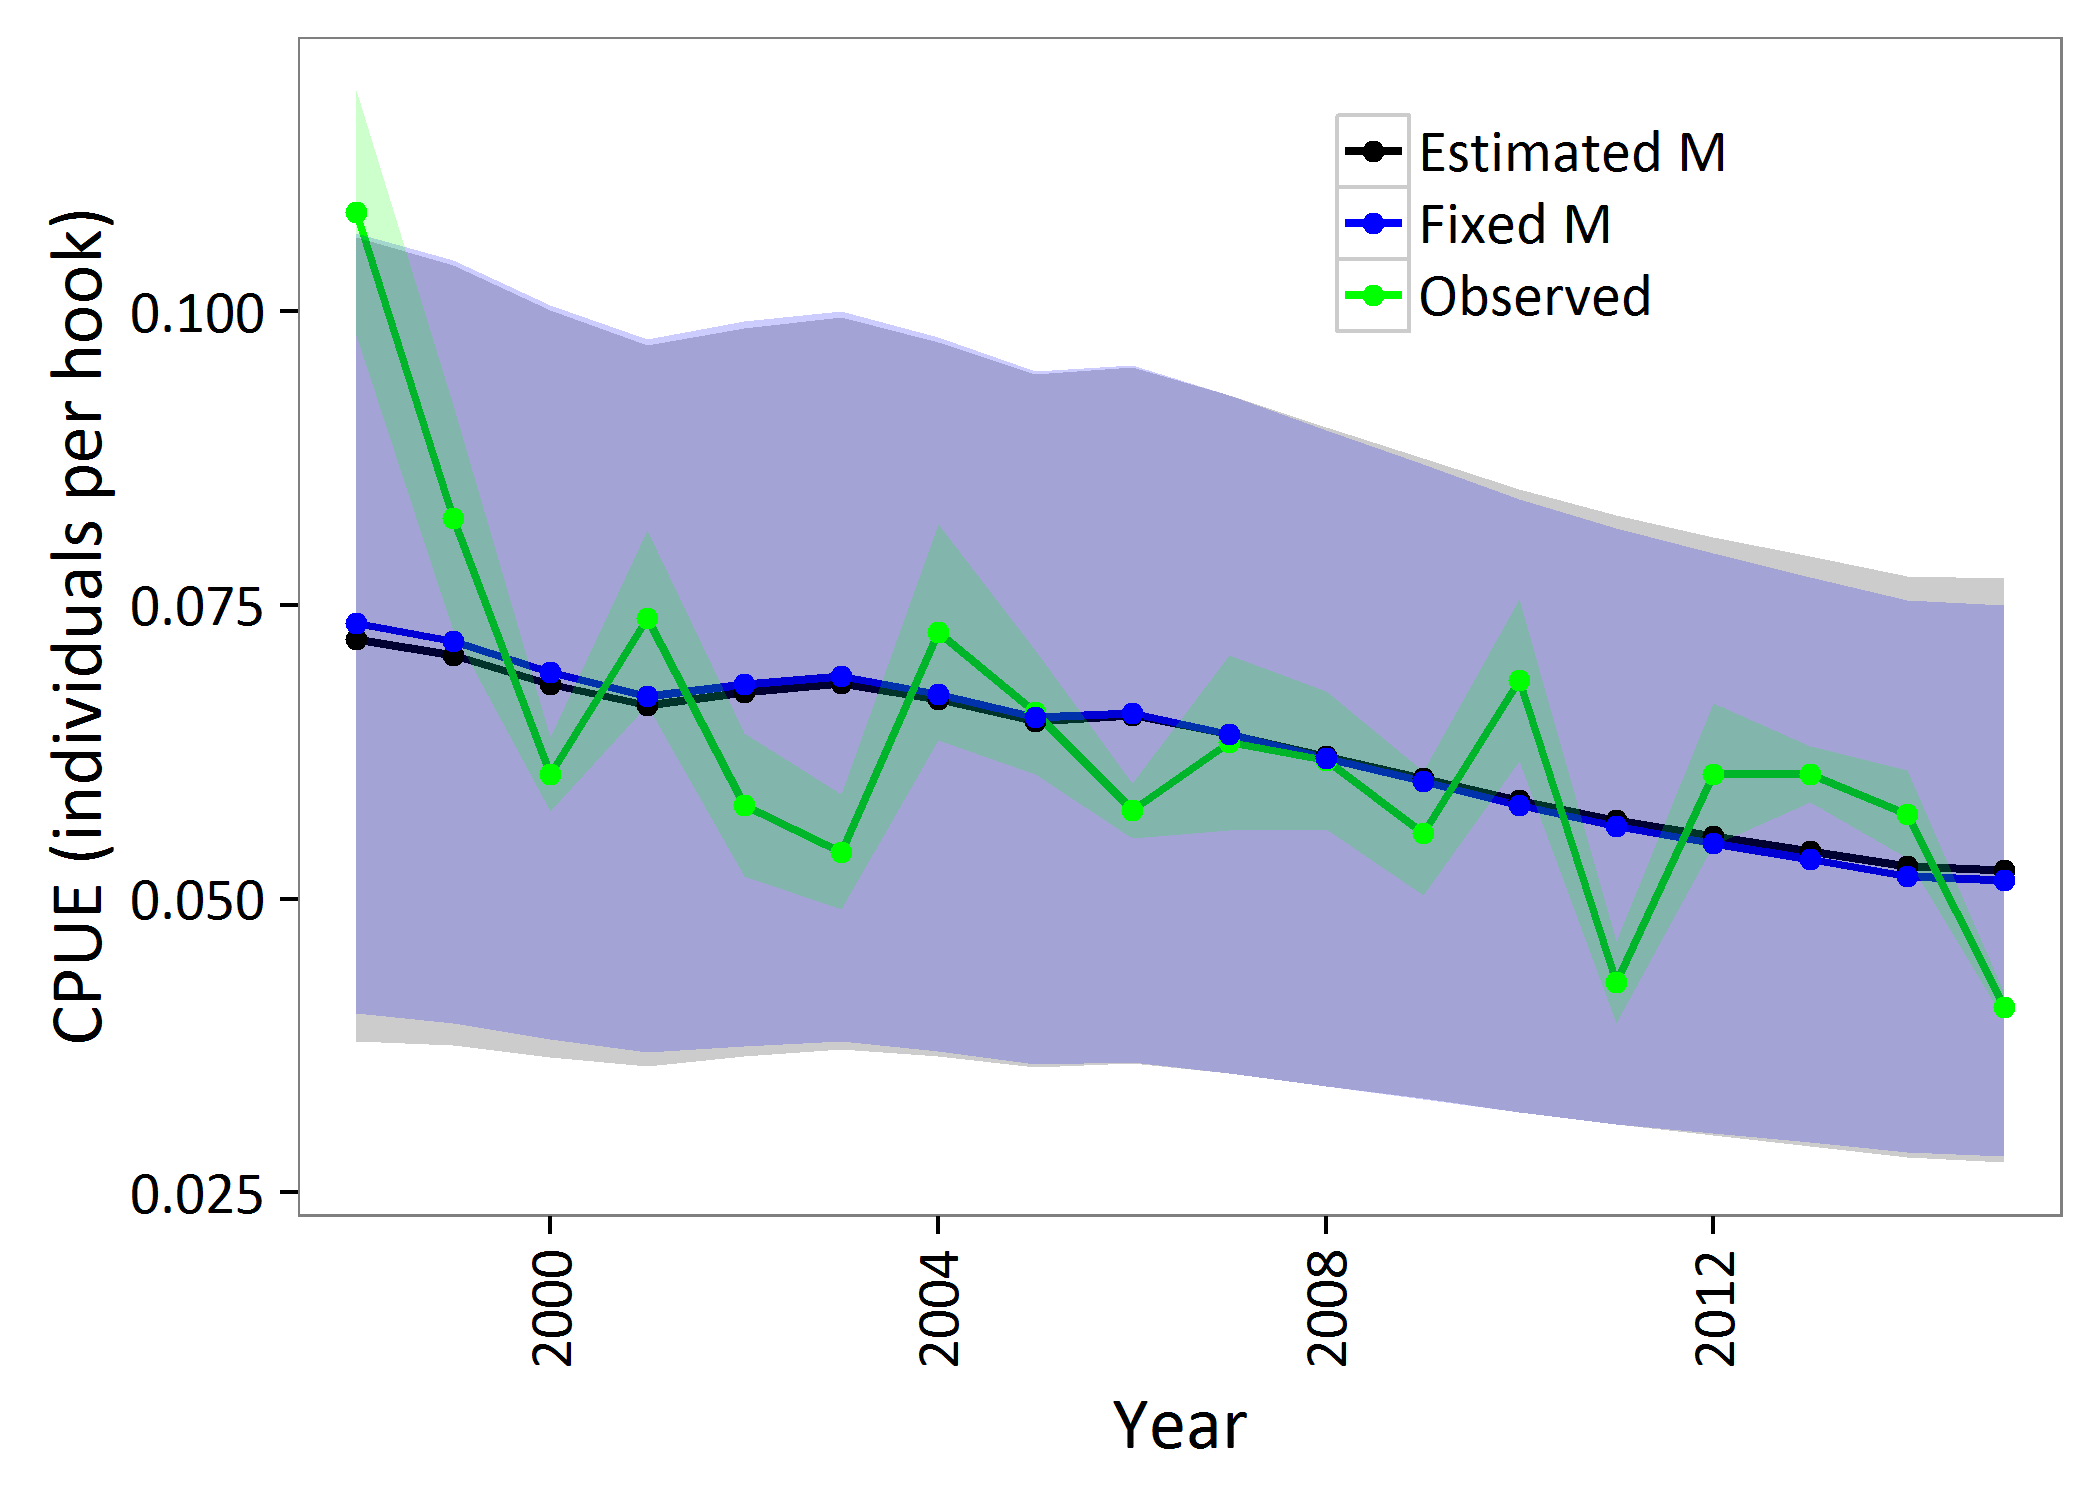 CPUE (individuals per hook)
0.100
0.075
0.050
0.025
Estimated M
Fixed M
Observed
2000
2004
2008
2012
Year